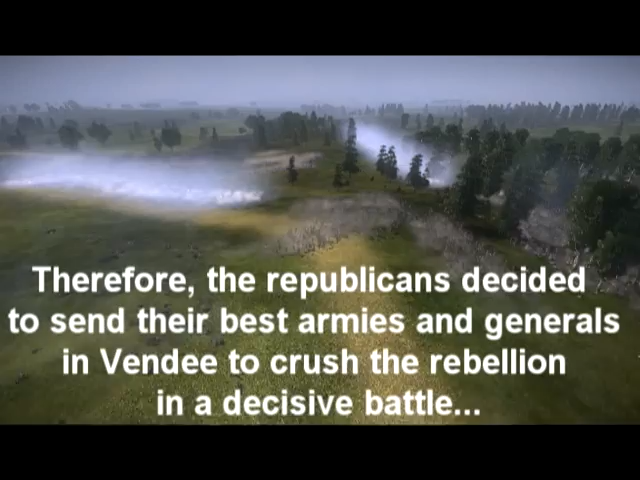 Therefore, the republicans decided
to send their best armies and generals
in Vendee to crush the rebellion
in a decisive battle...